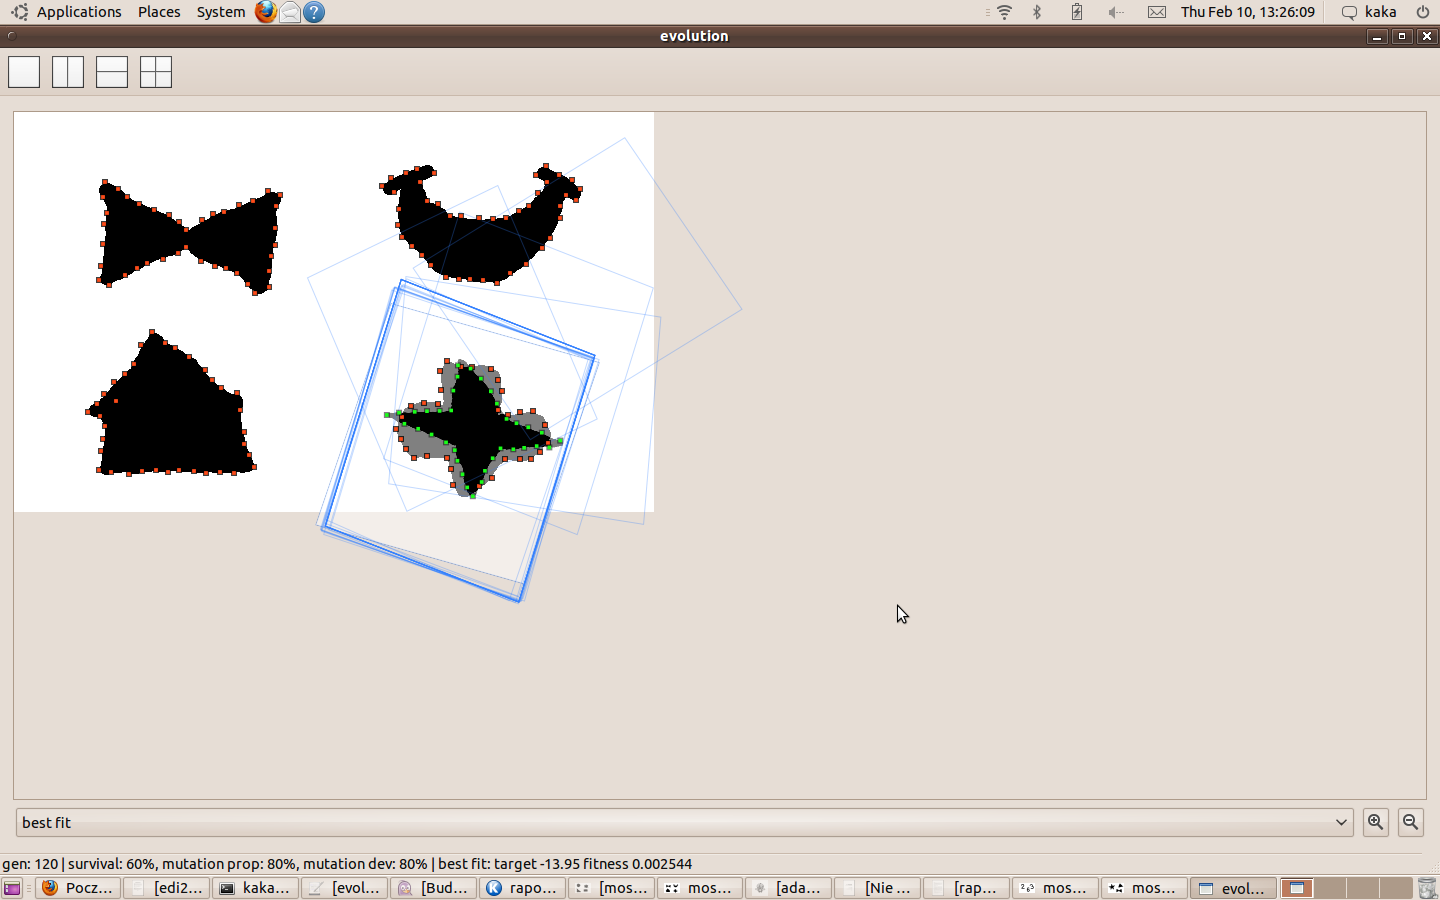 Applications Places System Thu Feb 10, 13:26:09 kaka
evolution
best fit
gen: 120 | survival: 60%, mutation prop: 80%, mutation dev: 80% | best fit: target -13.95 fitness 0.002544
Pocz... [edi2... kaka... [evol... [Bud... rapo... [mos... mos... [ada... [Nie ... [rap... mos... mos... evol...